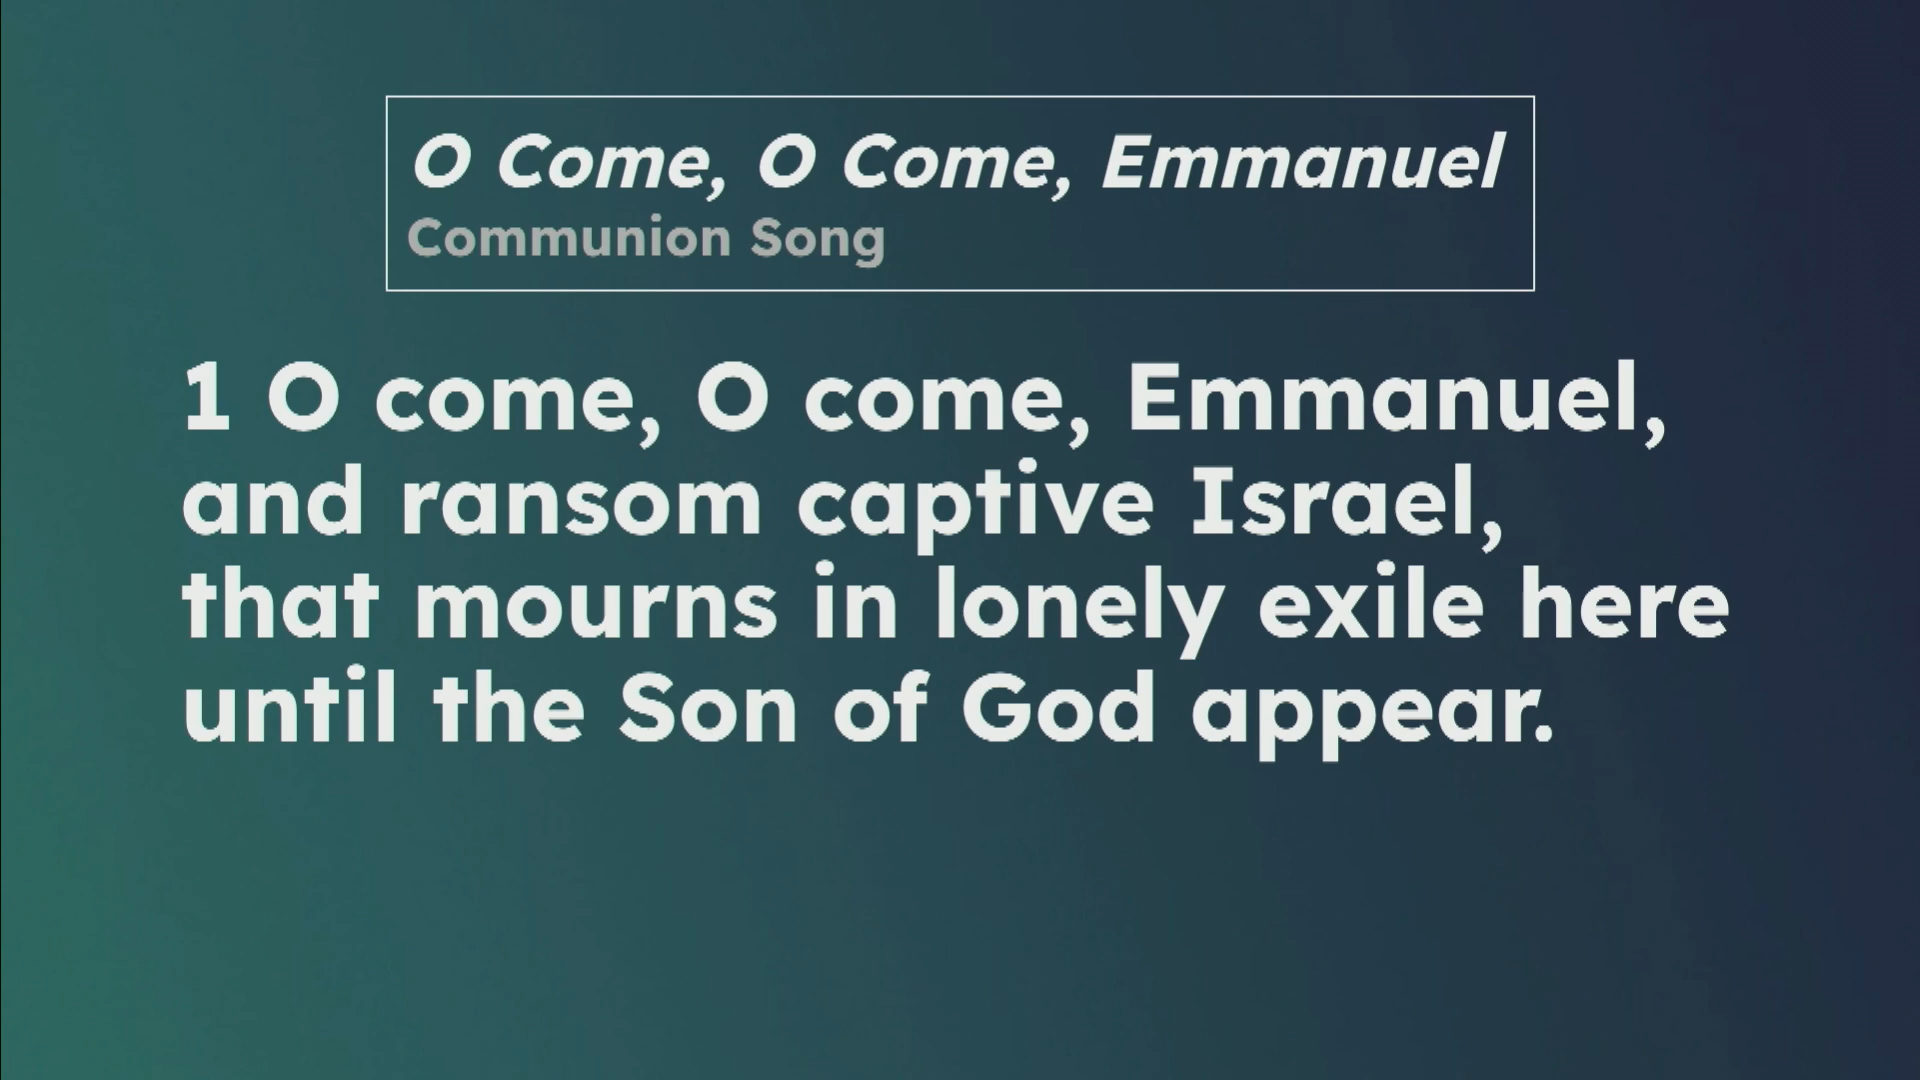 O Come, O Come, Emmanuel
Communion Song
1 O come, O come, Emmanuel,
and ransom captive Israel,
that mourns in lonely exile here
until the Son of God appear.